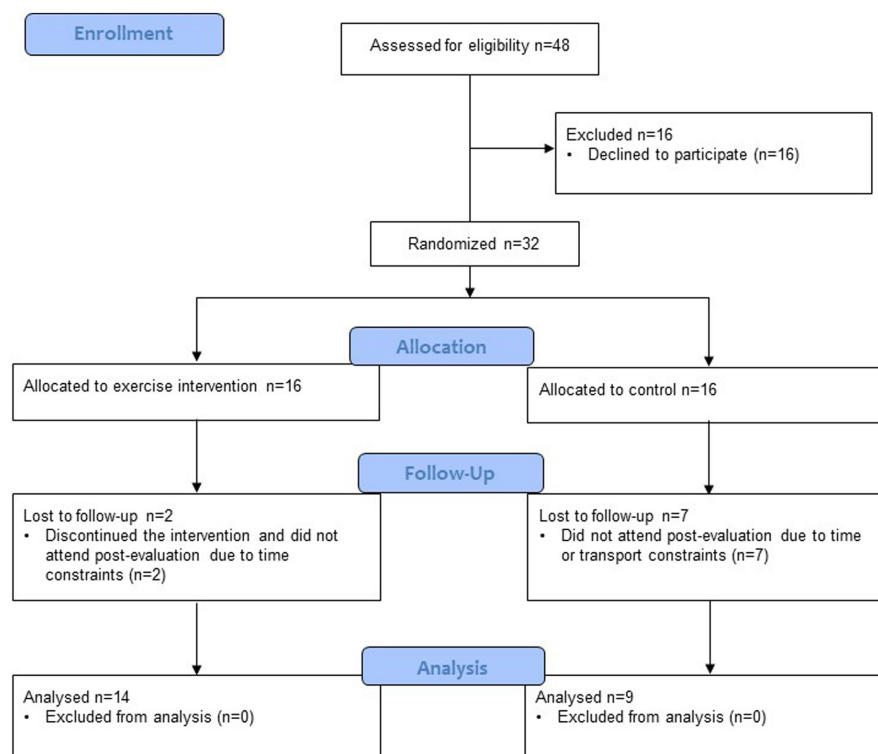 Enrollment
Assessed for eligibility n=48
Excluded n=16
• Declined to participate (n=16)
Randomized n=32
Allocation
Allocated to exercise intervention n=16
Allocated to control n=16
Follow-Up
Lost to follow-up n=2
• Discontinued the intervention and did not
attend post-evaluation due to time
constraints (n=2)
Lost to follow-up n=7
• Did not attend post-evaluation due to time
or transport constraints (n=7)
Analysis
Analysed n=14
• Excluded from analysis (n=0)
Analysed n=9
• Excluded from analysis (n=0)